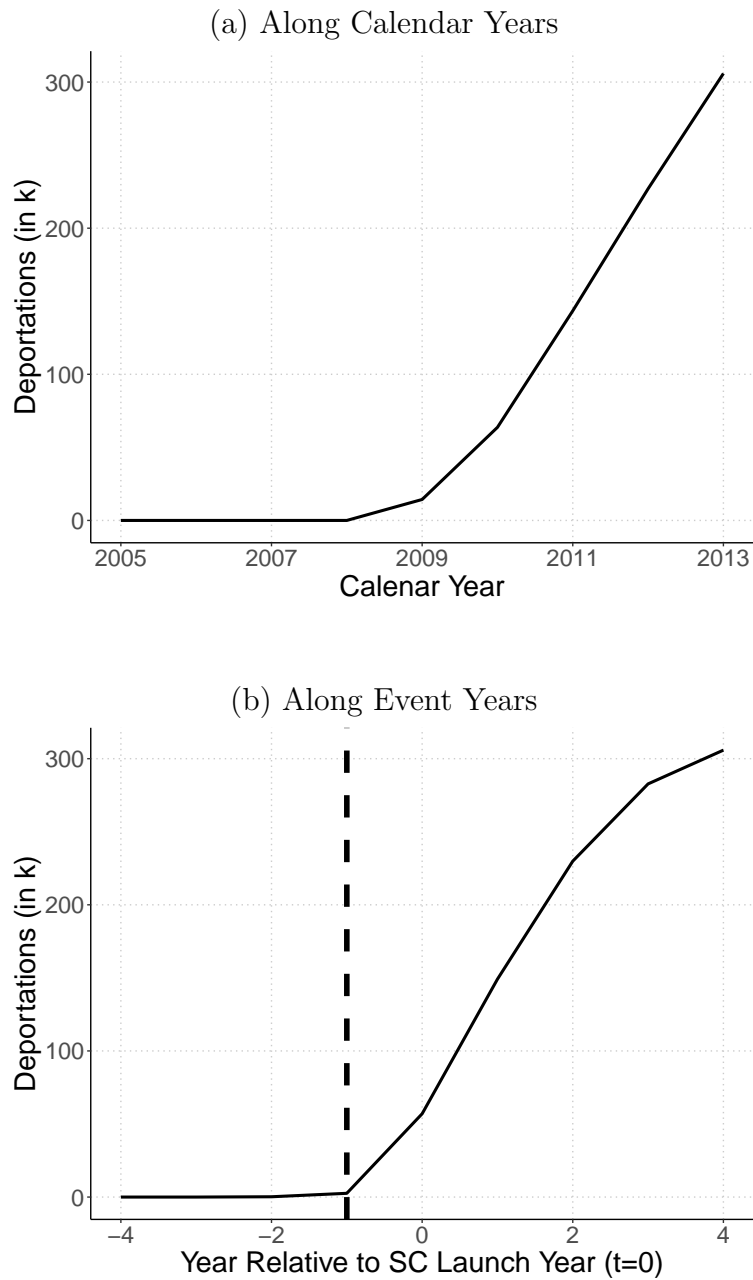 (a) Along Calendar Years
Deportations (in k)
300
200
100
0
2005 2007 2009 2011 2013
Calenar Year
(b) Along Event Years
Deportations (in k)
300
200
100
0
−4 −2 0 2 4
Year Relative to SC Launch Year (t=0)